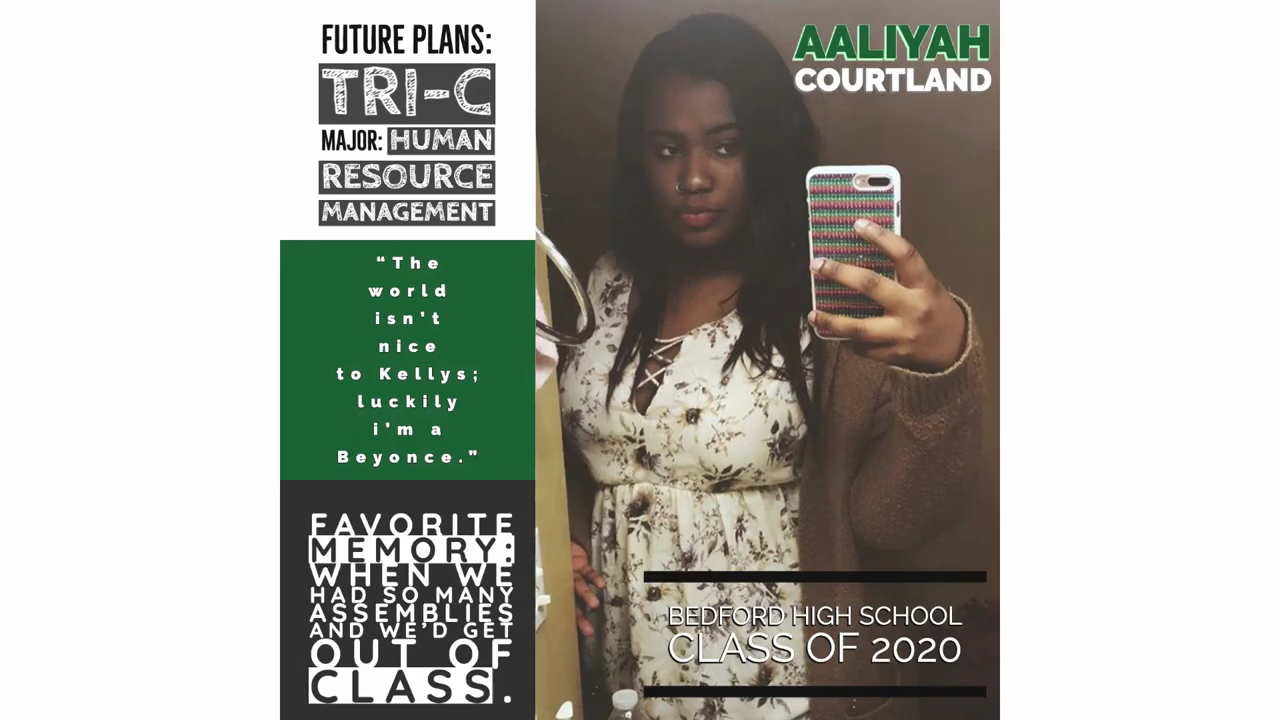 FUTURE PLANS:
TRI-C
MAJOR: HUMAN
RESOURCE
MANAGEMENT
"The
world
isn't
nice
to Kellys;
luckily
i'm a
Beyonce."
FAVORITE
MEMORY:
WHEN WE
HAD SO MANY
ASSEMBLIES
AND WE'D GET
OUT OF
CLASS.
AALIYAH
COURTLAND
BEDFORD HIGH SCHOOL
CLASS OF 2020